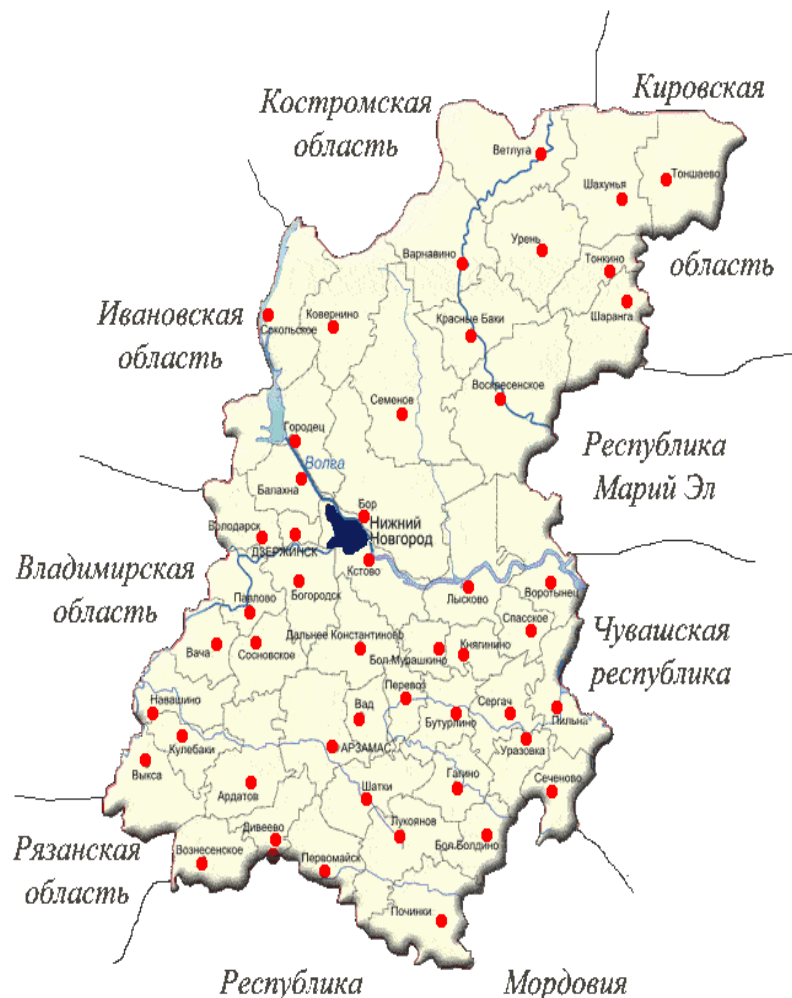 Кировская
Костромская
область
Ветлуга
Тоншаево
Шахунья
Урень
Варнавино
Тонкино
область
Шаранга
Ивановская
область
Сокольское
Ковернино
Красные Баки
Воскресенское
Семенов
Городец
Республика
Марий Эл
Волга
Балахна
Бор
Нижний
Новгород
Володарск
ДЗЕРЖИНСК
Кстово
Владимирская
область
Богородск
Павлово
Лысково
Воротынец
Спасское
Чувашская
республика
Вача
Сосновское
Дальнее Константиново
Бол.Мурашкино
Княгинино
Навашино
Перевоз
Вад
Бутурлино
Сергач
Пильна
Кулебаки
АРЗАМАС
Уразовка
Выкса
Ардатов
Шатки
Гагино
Сеченово
Лукоянов
Бол.Болдино
Дивеево
Рязанская
область
Вознесенское
Первомайск
Починки
Республика
Мордовия